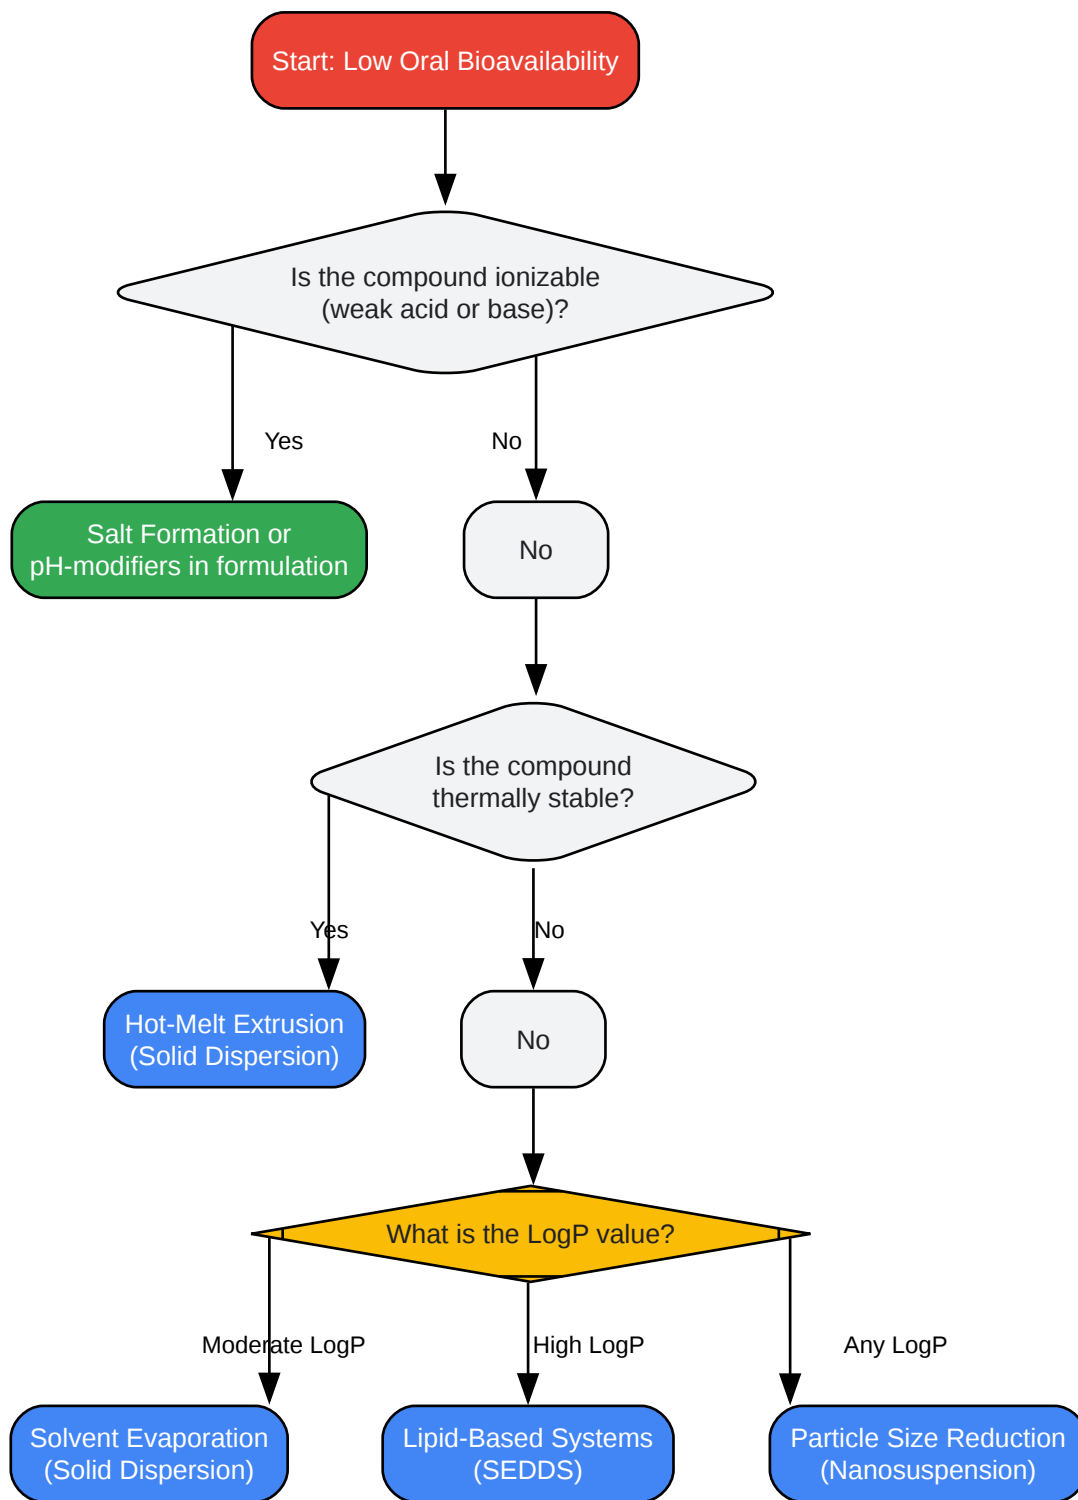 Start: Low Oral Bioavailability
Is the compound ionizable
(weak acid or base)?
Yes
No
Salt Formation or
pH-modifiers in formulation
No
Is the compound
thermally stable?
Yes
No
Hot-Melt Extrusion
(Solid Dispersion)
No
What is the LogP value?
Moderate LogP
High LogP
Any LogP
Solvent Evaporation
(Solid Dispersion)
Lipid-Based Systems
(SEDDS)
Particle Size Reduction
(Nanosuspension)